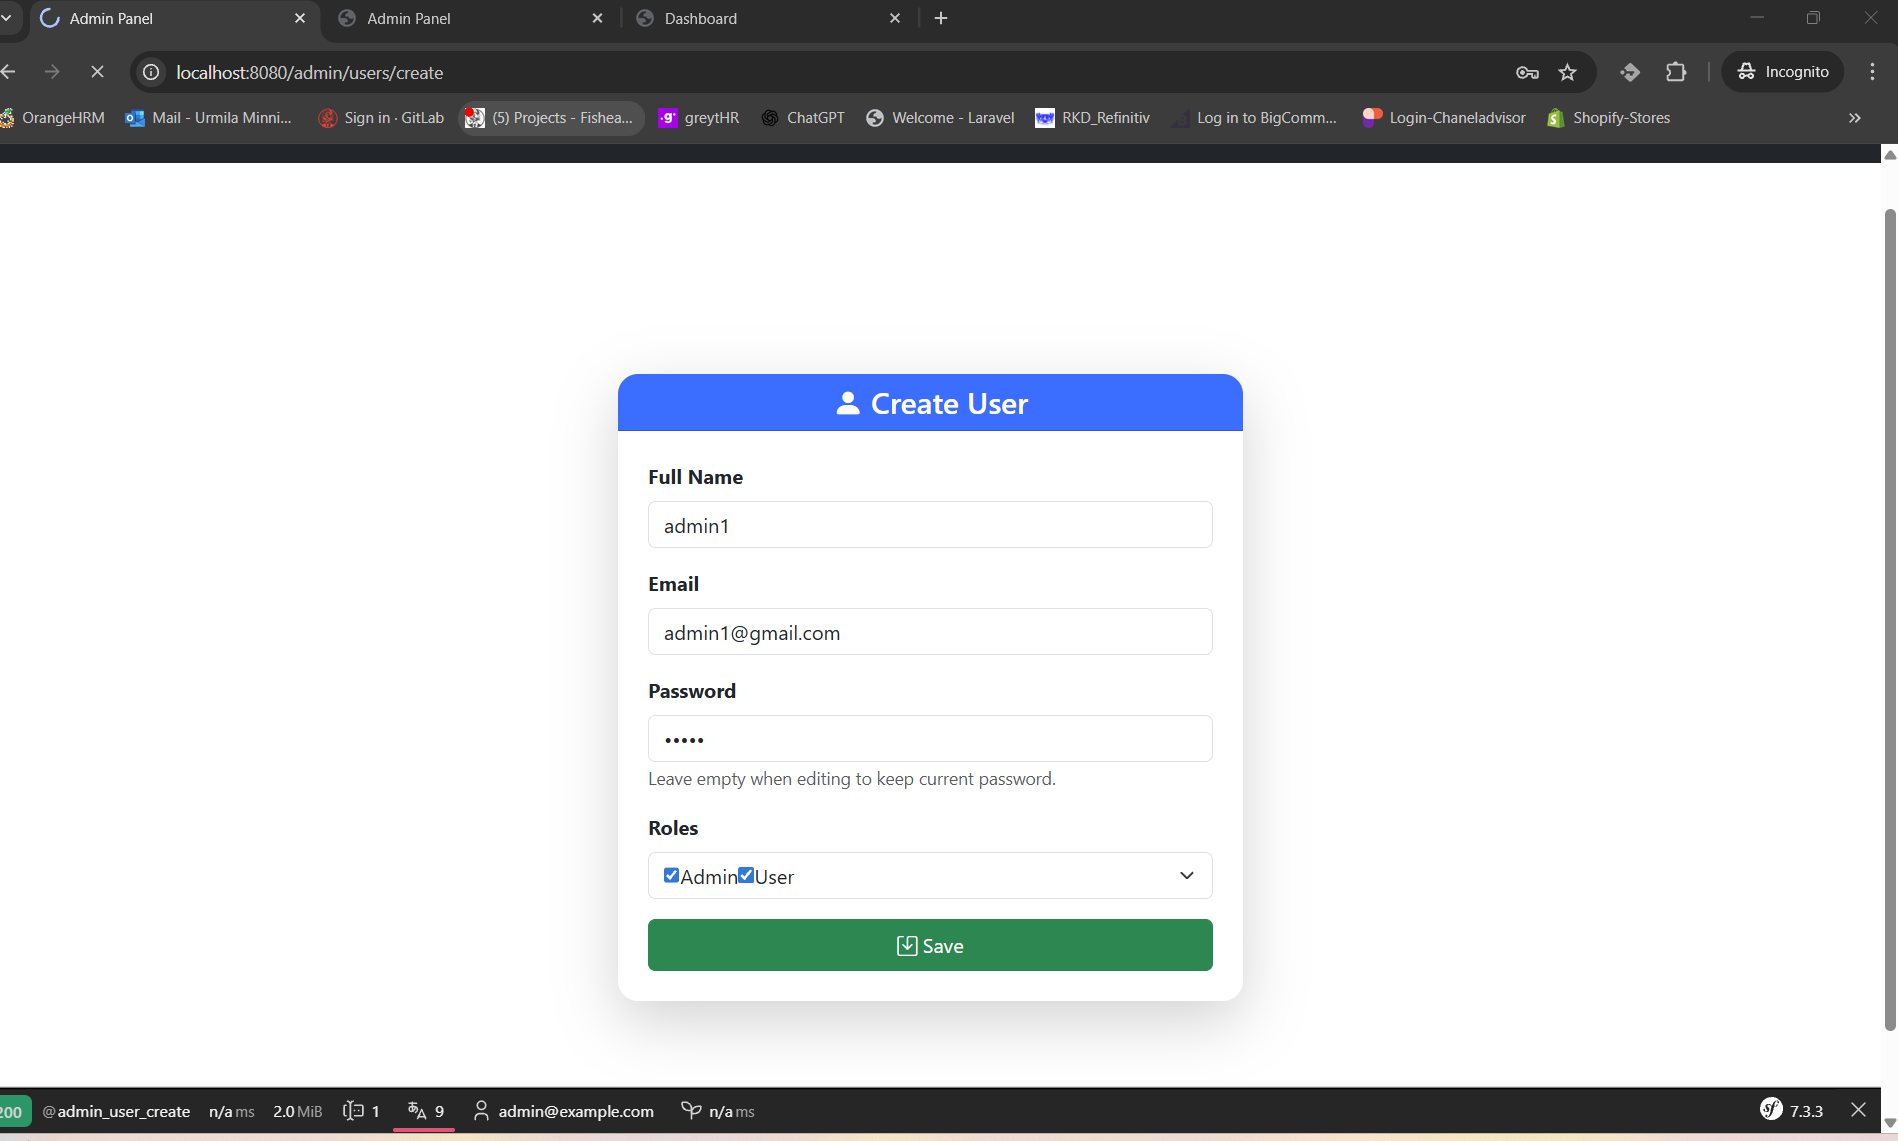 Admin Panel
Admin Panel
Dashboard
localhost:8080/admin/users/create
Incognito
OrangeHRM
Mail - Urmila Minni...
Sign in · GitLab
(5) Projects - Fishea...
·g·
greytHR
ChatGPT
Welcome - Laravel
RKD_Refinitiv
Log in to BigComm...
Login-Chaneladvisor
Shopify-Stores
Create User
Full Name
admin1
Email
admin1@gmail.com
Password
•••••
Leave empty when editing to keep current password.
Roles
Admin User
Save
200 @admin_user_create n/a ms 2.0 MiB 1 9 admin@example.com n/a ms sf 7.3.3